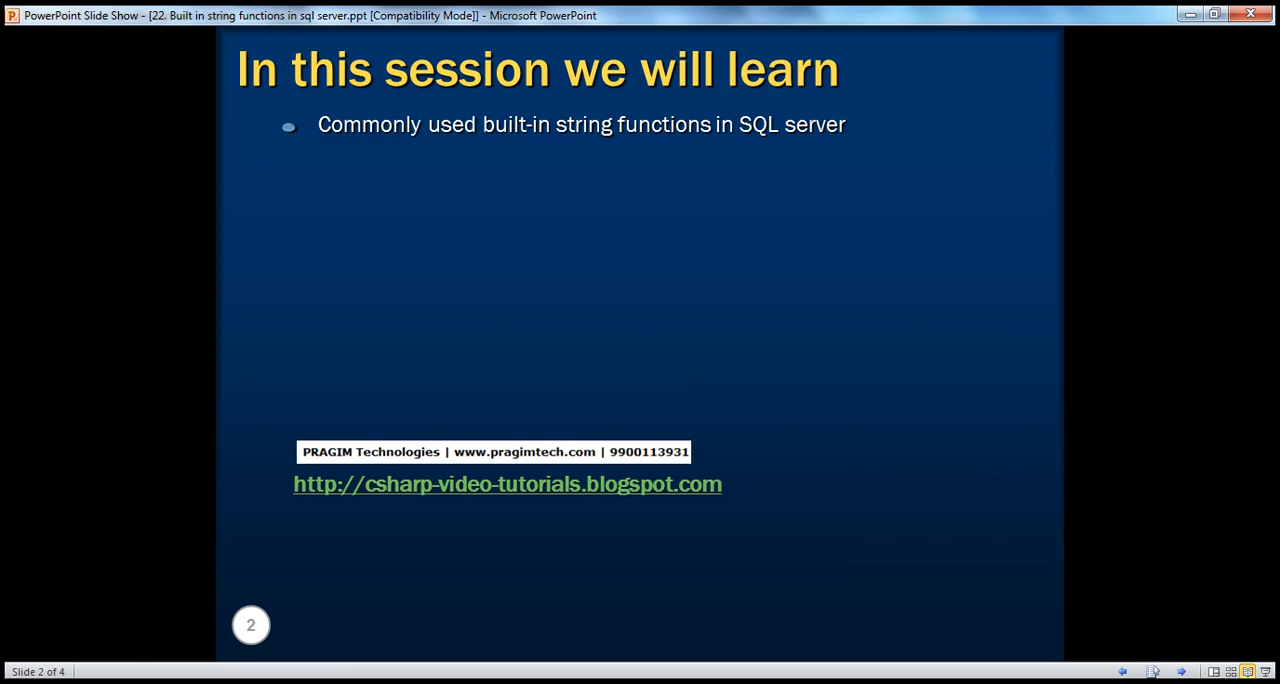 PowerPoint Slide Show - [22. Built in string functions in sql server.ppt [Compatibility Mode]] - Microsoft PowerPoint
In this session we will learn
Commonly used built-in string functions in SQL server
PRAGIM Technologies | www.pragimtech.com | 9900113931
http://csharp-video-tutorials.blogspot.com
2
Slide 2 of 4